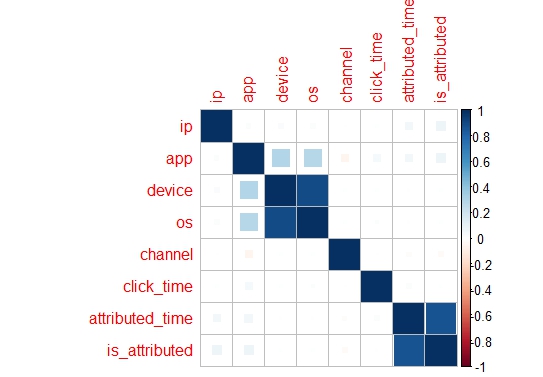 ip
app
device
os
channel
click_time
attributed_time
is_attributed
ip
app
device
os
channel
click_time
attributed_time
is_attributed
1
0.8
0.6
0.4
0.2
0
-0.2
-0.4
-0.6
-0.8
-1